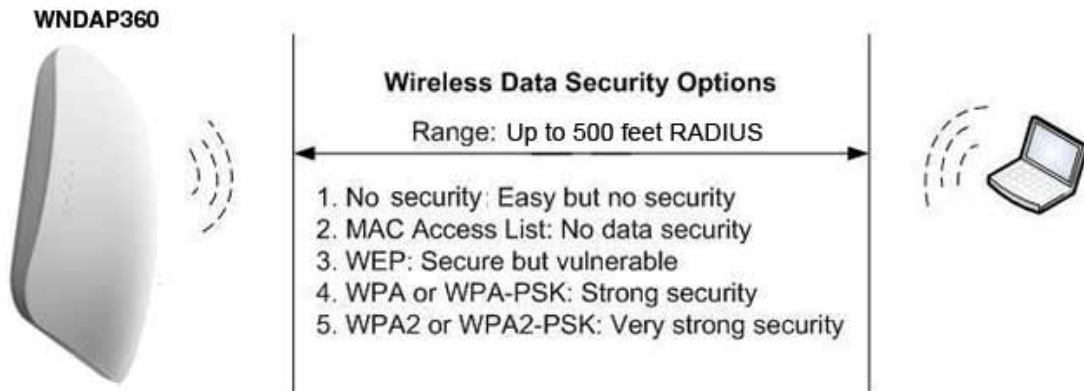 WNDAP360
Wireless Data Security Options
Range: Up to 500 feet RADIUS
1. No security: Easy but no security
2. MAC Access List: No data security
3. WEP: Secure but vulnerable
4. WPA or WPA-PSK: Strong security
5. WPA2 or WPA2-PSK: Very strong security